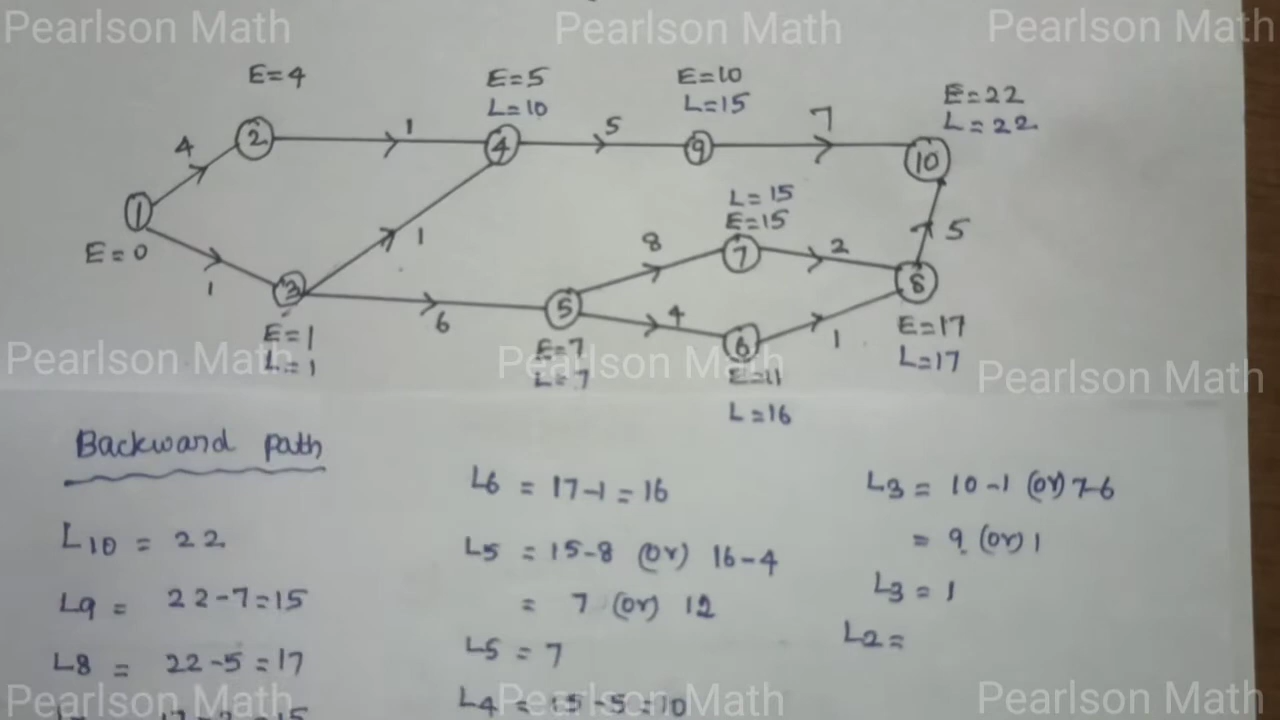 Pearlson Math Pearlson Math Pearlson Math
E=4
E=5
L=10
E=10
L=15
E=22
L=22
4 2 1 4 5 9 7 10
1
E=0
1 3 1 6 5
E=1
L=1
E=7
L=7
8 L=15
E=15
7 2 8 5
4 6 1
E=11
L=16
E=17
L=17
Pearlson Math Pearlson Math Pearlson Math
Backward path
L10 = 22
L9 = 22-7=15
L8 = 22-5=17
L6 = 17-1=16
L5 = 15-8 (or) 16-4
= 7 (or) 12
L5 = 7
L4 = 15-5=10
L3 = 10-1 (or) 7-6
= 9 (or) 1
L3 = 1
L2 =
Pearlson Math Pearlson Math Pearlson Math